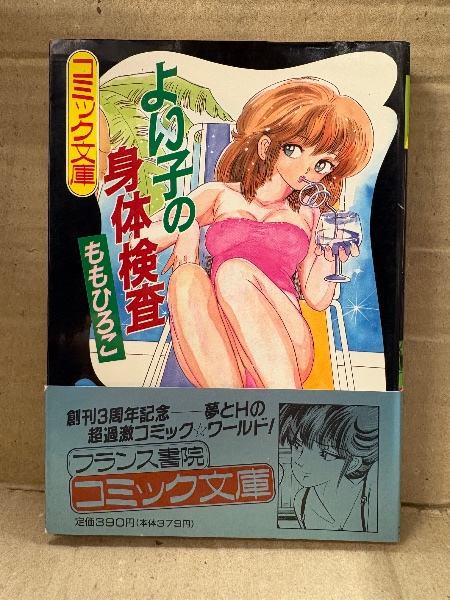 コミック文庫
よい子の
身体検査
ももひろこ
創刊3周年記念——夢とHの
超過激コミック☆ワールド!
フランス書院
コミック文庫
定価390円(本体379円)